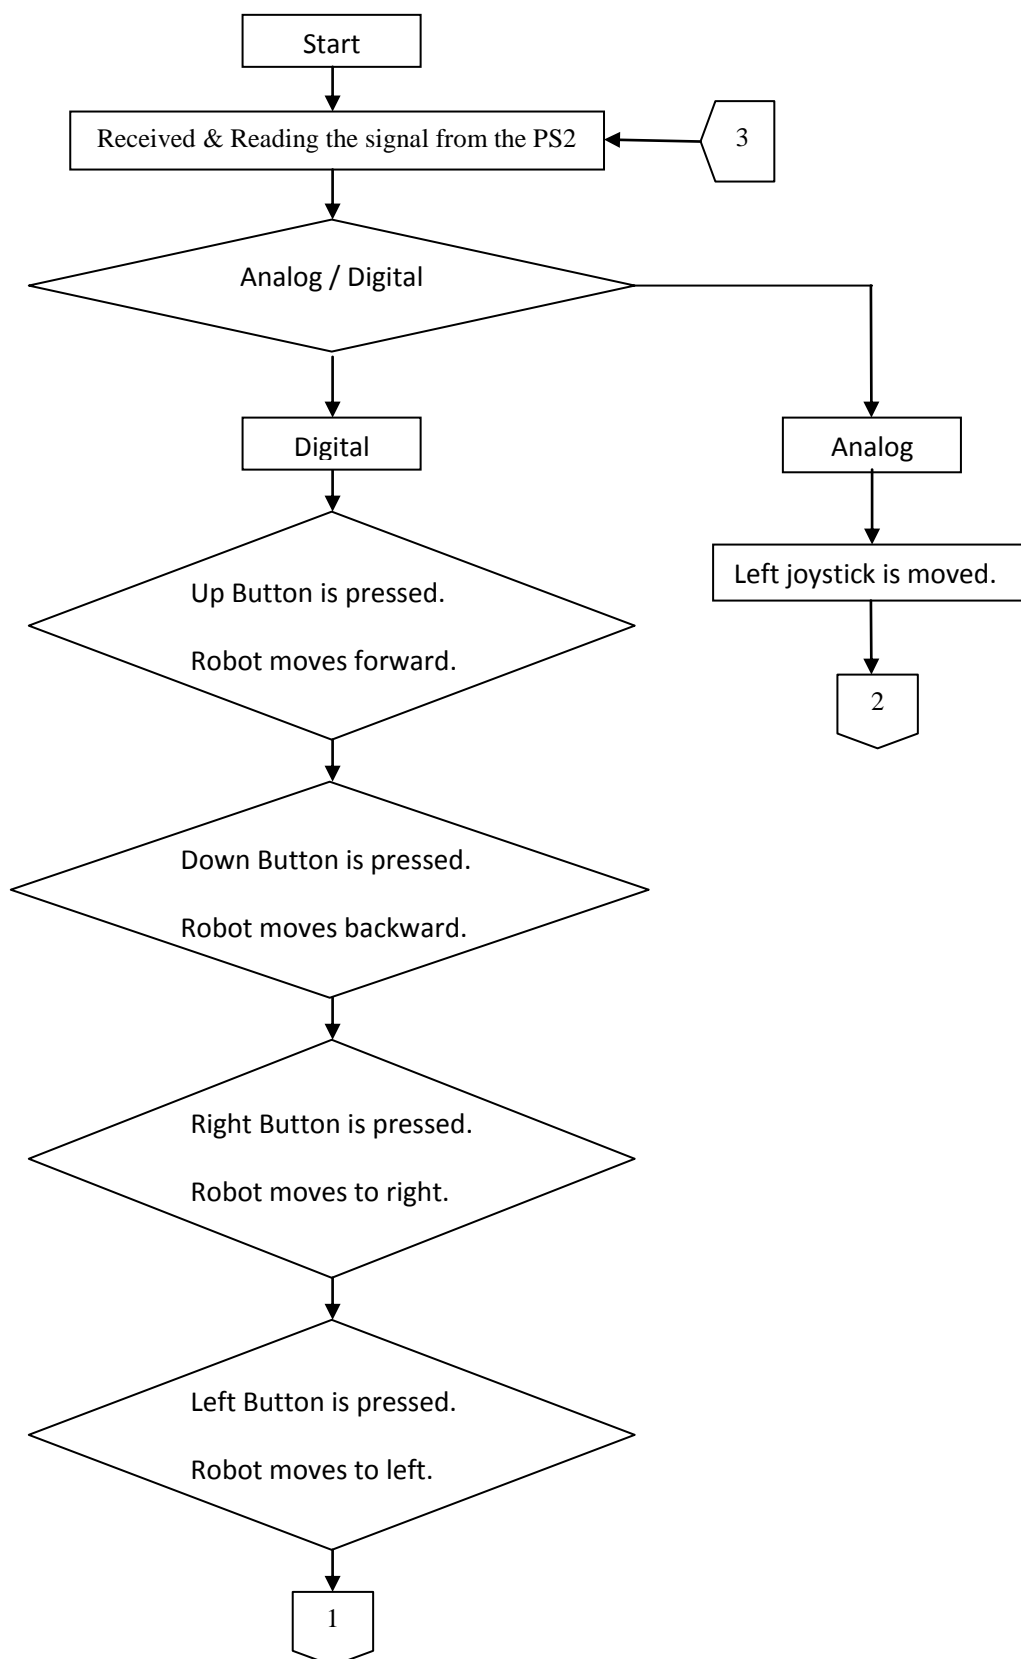 Start
Received & Reading the signal from the PS2
3
Analog / Digital
Digital
Analog
Left joystick is moved.
2
Up Button is pressed.
Robot moves forward.
Down Button is pressed.
Robot moves backward.
Right Button is pressed.
Robot moves to right.
Left Button is pressed.
Robot moves to left.
1